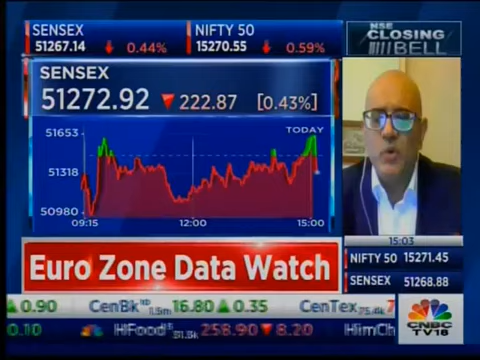 SENSEX
51267.14 0.44%
NIFTY 50
15270.55 0.59%
NSE
CLOSING
BELL
SENSEX
51272.92 222.87 [0.43%]
TODAY
51653
51318
50980
09:15 12:00 15:00
15:03
NIFTY 50 15271.45
SENSEX 51268.88
Euro Zone Data Watch
0.90 CenBk 16.80 0.35 CenTex 75.4k
0.10 HFood 258.90 8.20 HimCh
CNBC
TV18